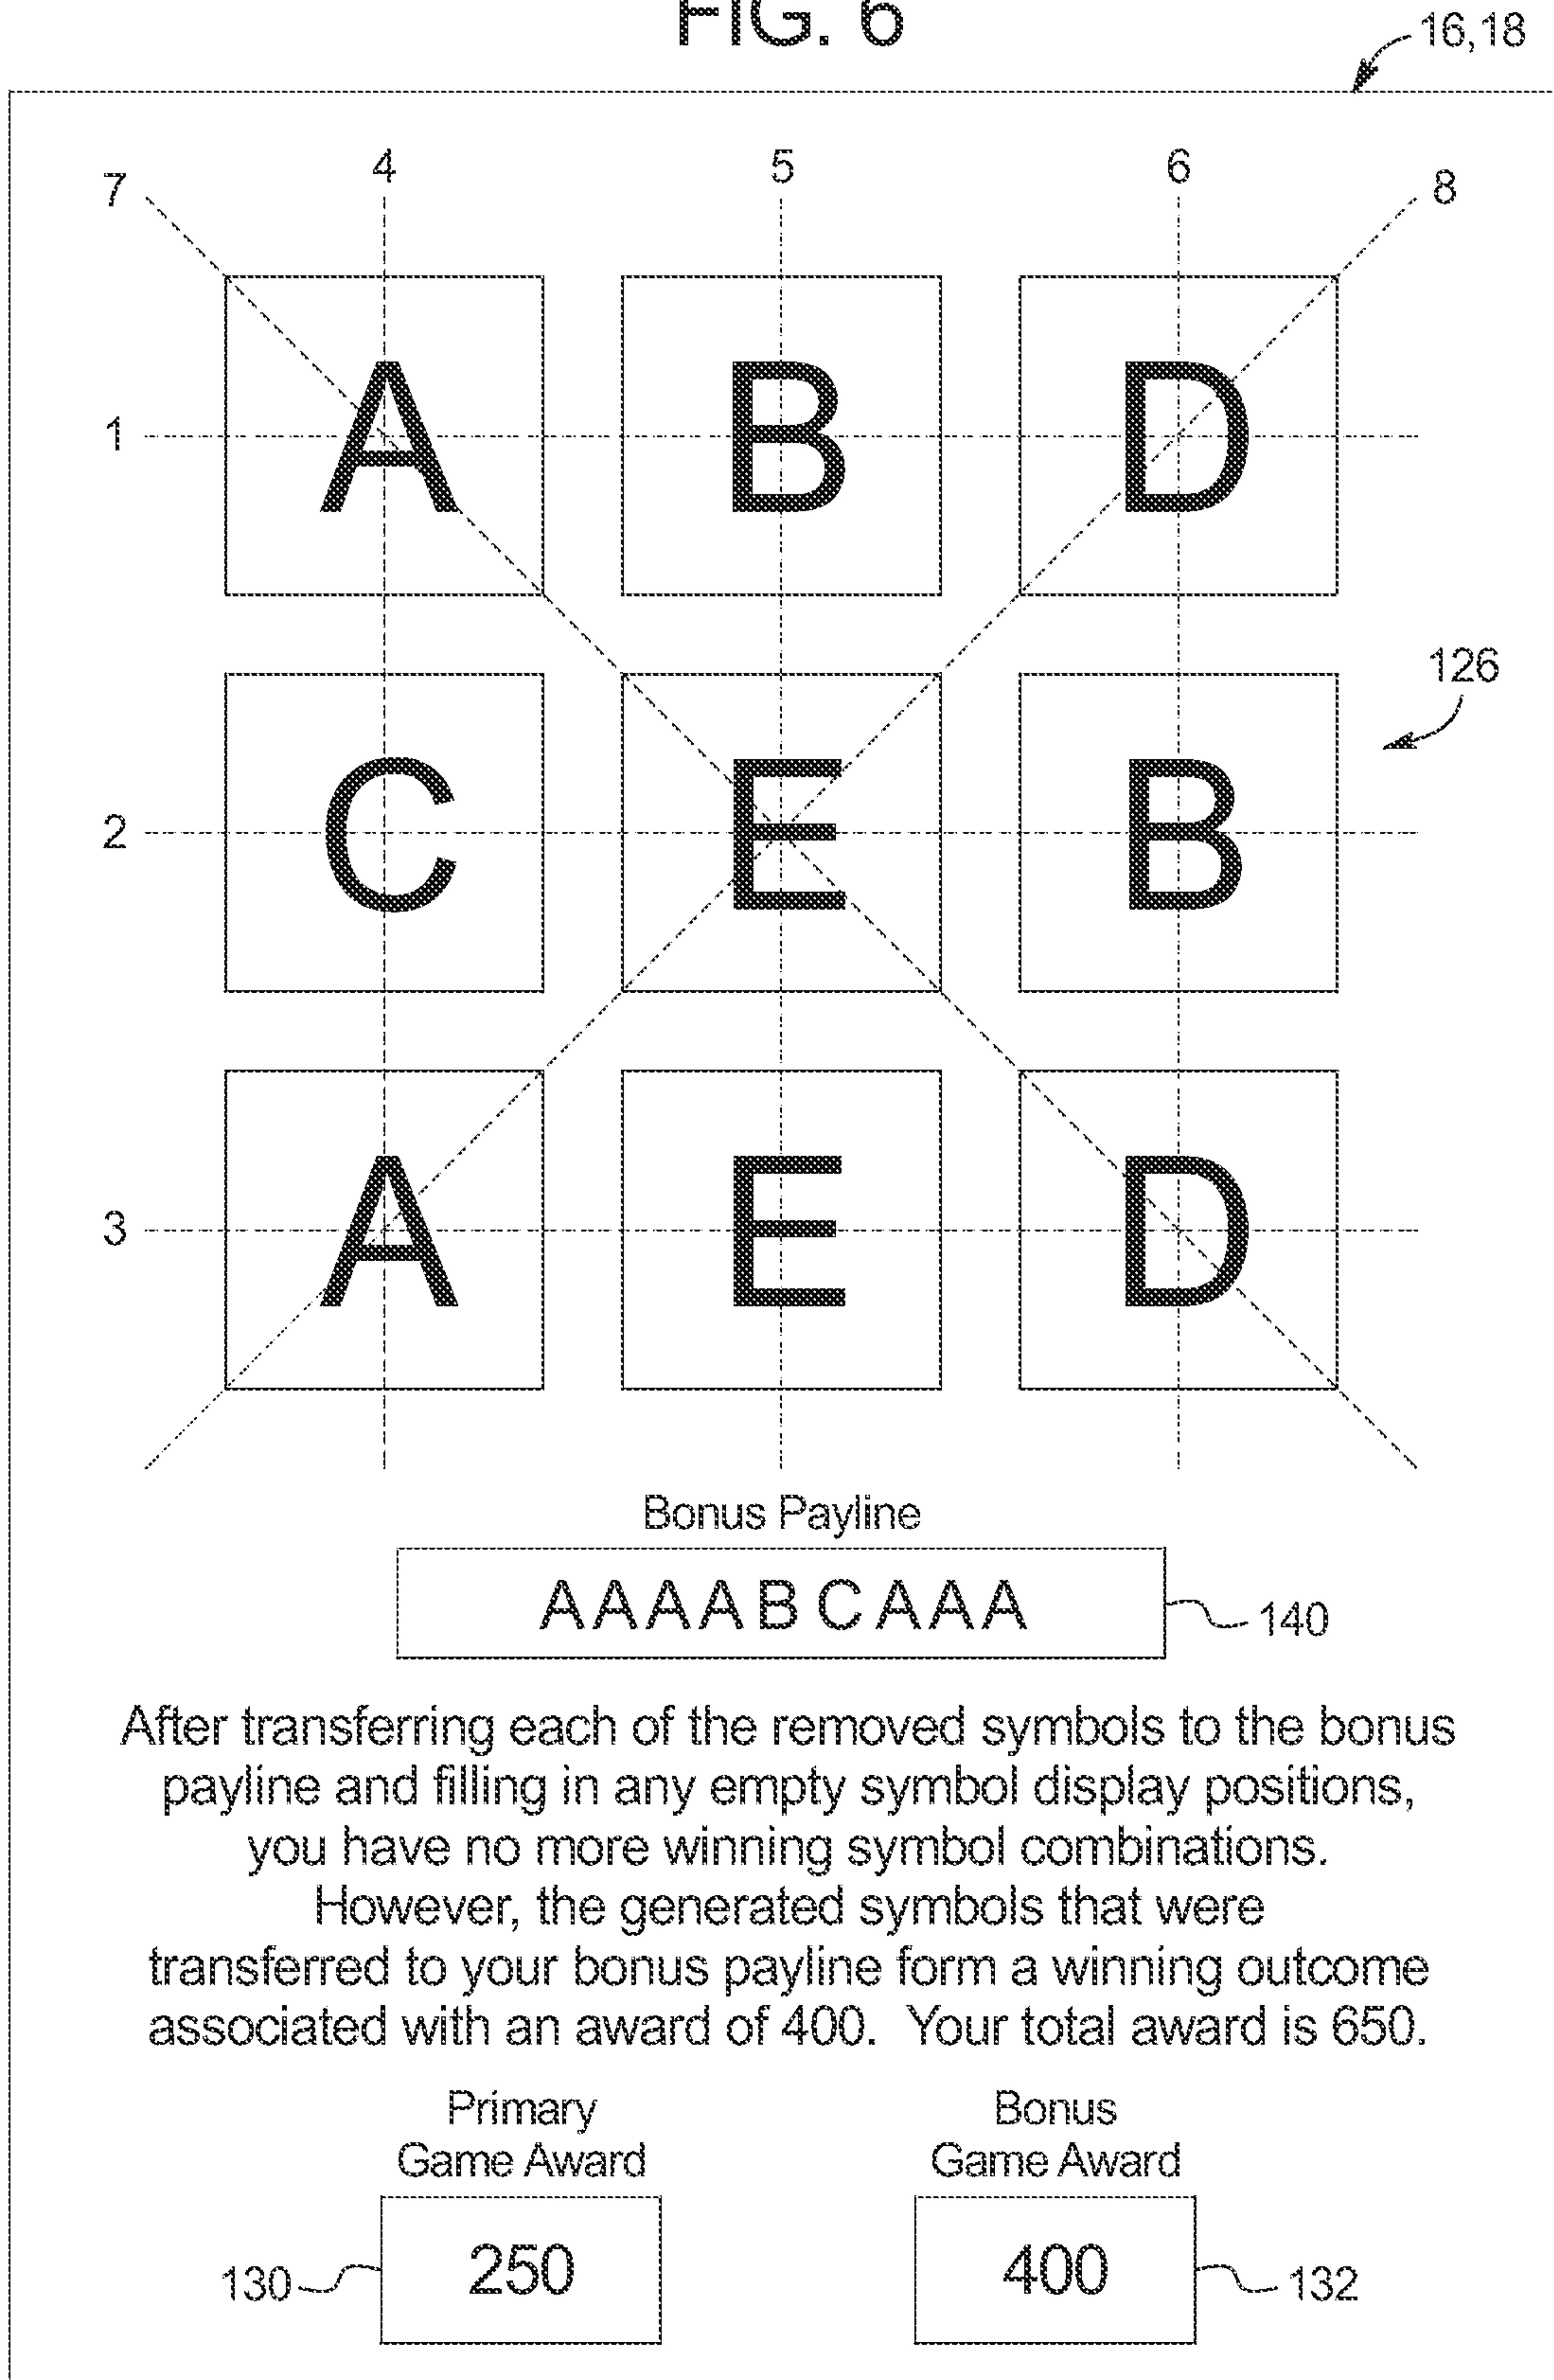 FIG. 6
16,18
7 4 5 6 8
1 A B D
126
2 C E B
3 A E D
Bonus Payline
AAAABCAAA
140
After transferring each of the removed symbols to the bonus
payline and filling in any empty symbol display positions,
you have no more winning symbol combinations.
However, the generated symbols that were
transferred to your bonus payline form a winning outcome
associated with an award of 400. Your total award is 650.
Primary Bonus
Game Award Game Award
130 250 400 132